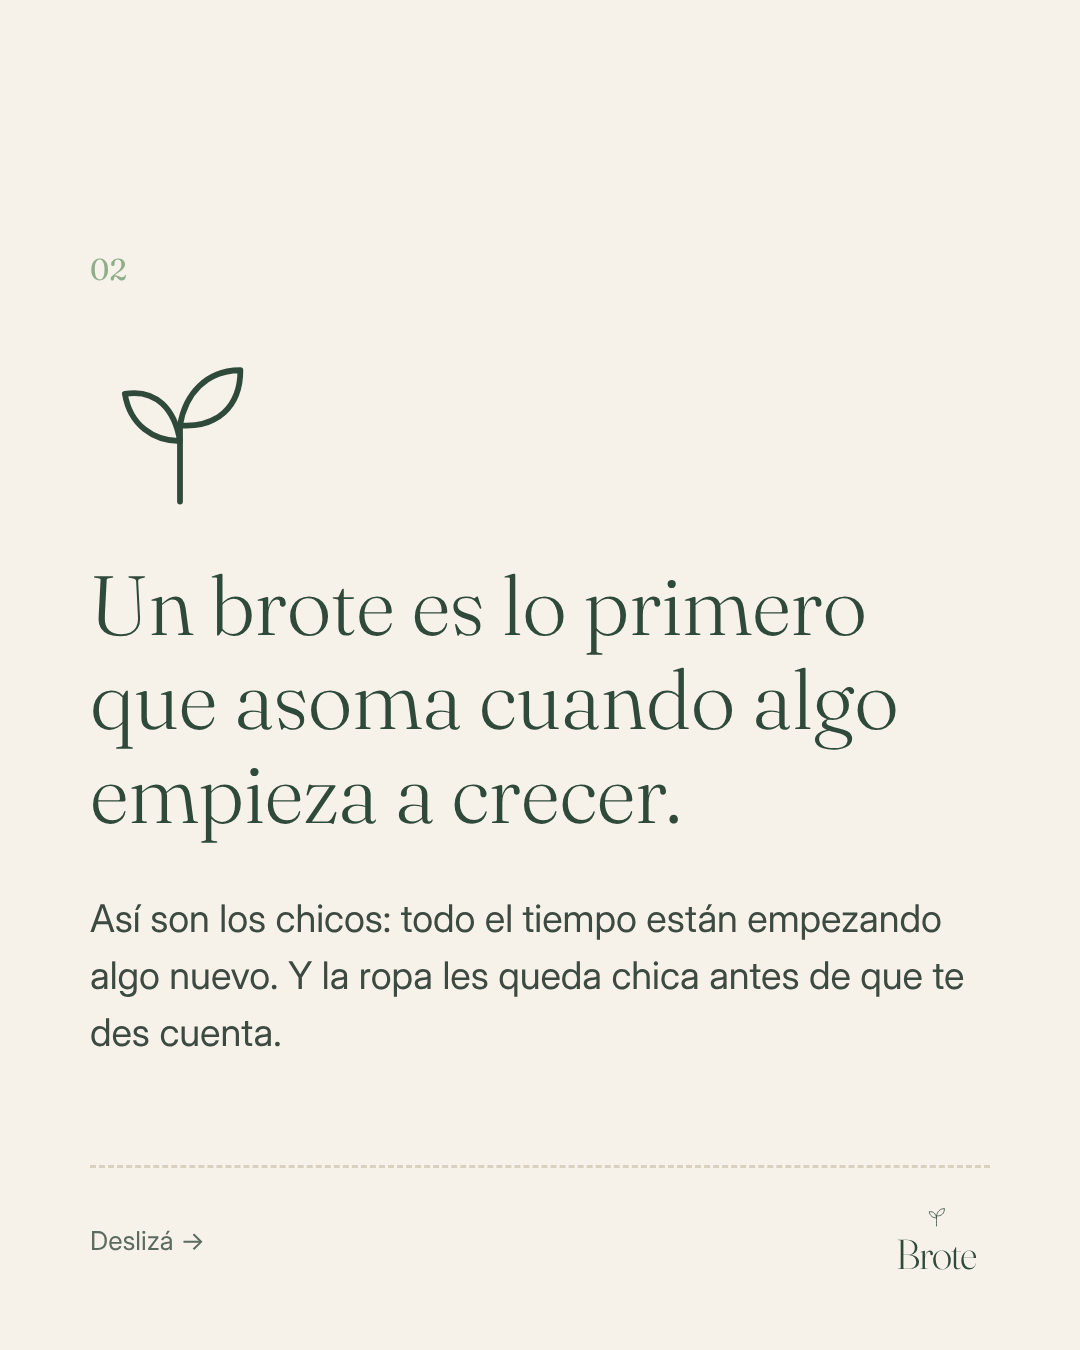 02
Un brote es lo primero
que asoma cuando algo
empieza a crecer.
Así son los chicos: todo el tiempo están empezando
algo nuevo. Y la ropa les queda chica antes de que te
des cuenta.
Deslizá →
Brote